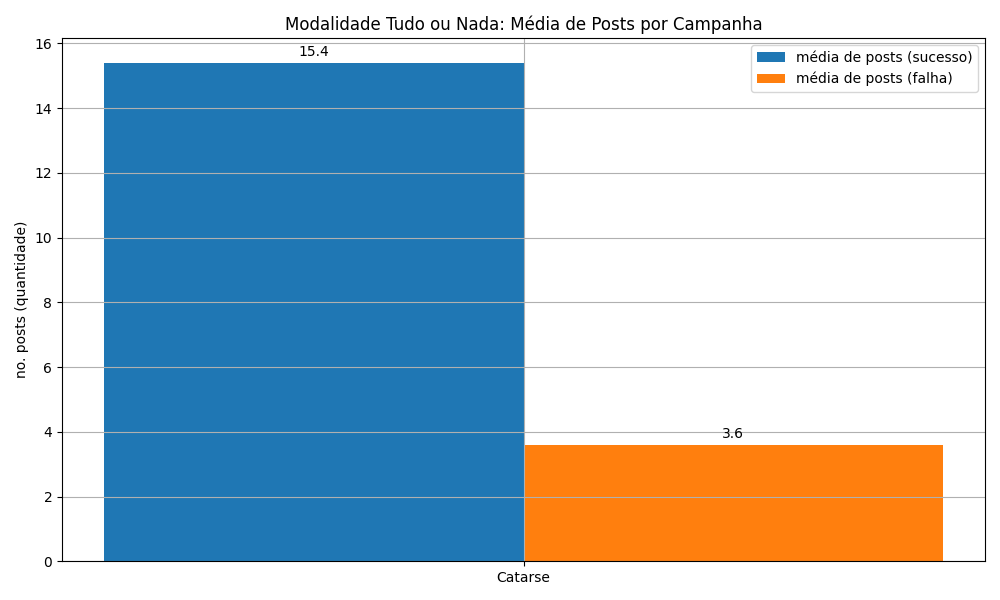 Modalidade Tudo ou Nada: Média de Posts por Campanha
média de posts (sucesso)
média de posts (falha)
no. posts (quantidade)
16
14
12
10
8
6
4
2
0
15.4
3.6
Catarse